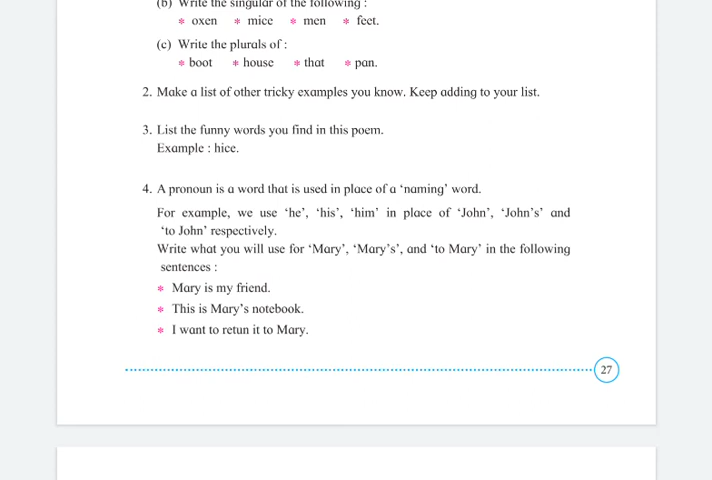 (b) Write the singular of the following :
* oxen * mice * men * feet.
(c) Write the plurals of :
* boot * house * that * pan.
2. Make a list of other tricky examples you know. Keep adding to your list.
3. List the funny words you find in this poem.
Example : hice.
4. A pronoun is a word that is used in place of a ‘naming’ word.
For example, we use ‘he’, ‘his’, ‘him’ in place of ‘John’, ‘John’s’ and
‘to John’ respectively.
Write what you will use for ‘Mary’, ‘Mary’s’, and ‘to Mary’ in the following
sentences :
* Mary is my friend.
* This is Mary’s notebook.
* I want to retun it to Mary.
27